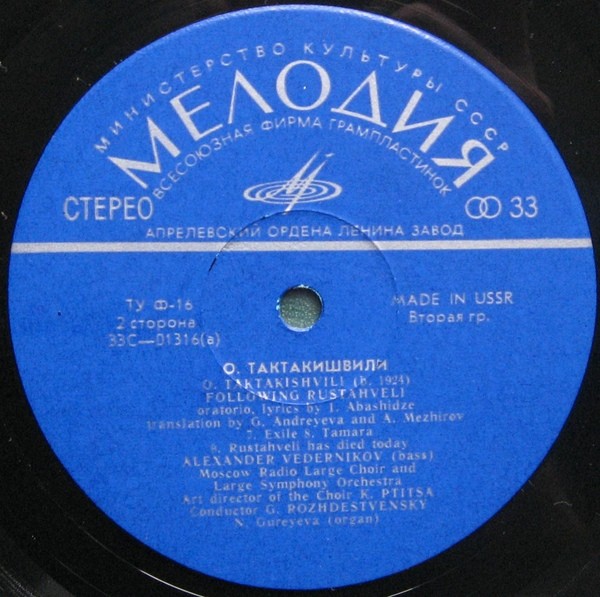 МИНИСТЕРСТВО КУЛЬТУРЫ СССР
МЕЛОДИЯ
ВСЕСОЮЗНАЯ ФИРМА ГРАМПЛАСТИНОК
СТЕРЕО
33
АПРЕЛЕВСКИЙ ОРДЕНА ЛЕНИНА ЗАВОД
ТУ Ф-16
2 сторона
33С—01316(а)
MADE IN USSR
Вторая гр.
О. ТАКТАКИШВИЛИ
O. TAKTAKISHVILI (b. 1924)
FOLLOWING RUSTAHVELI
oratorio, lyrics by I. Abashidze
translation by G. Andreyeva and A. Mezhirov
7. Exile 8. Tamara
9. Rustahveli has died today
ALEXANDER VEDERNIKOV (bass)
Moscow Radio Large Choir and
Large Symphony Orchestra
Art director of the Choir K. PTITSA
Conductor G. ROZHDESTVENSKY
N. Gureyeva (organ)